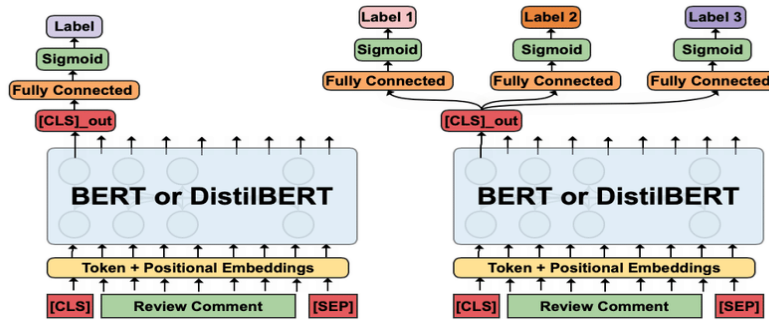 Label
Sigmoid
Fully Connected
[CLS]_out
BERT or DistilBERT
Token + Positional Embeddings
[CLS] Review Comment [SEP]
Label 1 Label 2 Label 3
Sigmoid Sigmoid Sigmoid
Fully Connected Fully Connected Fully Connected
[CLS]_out
BERT or DistilBERT
Token + Positional Embeddings
[CLS] Review Comment [SEP]